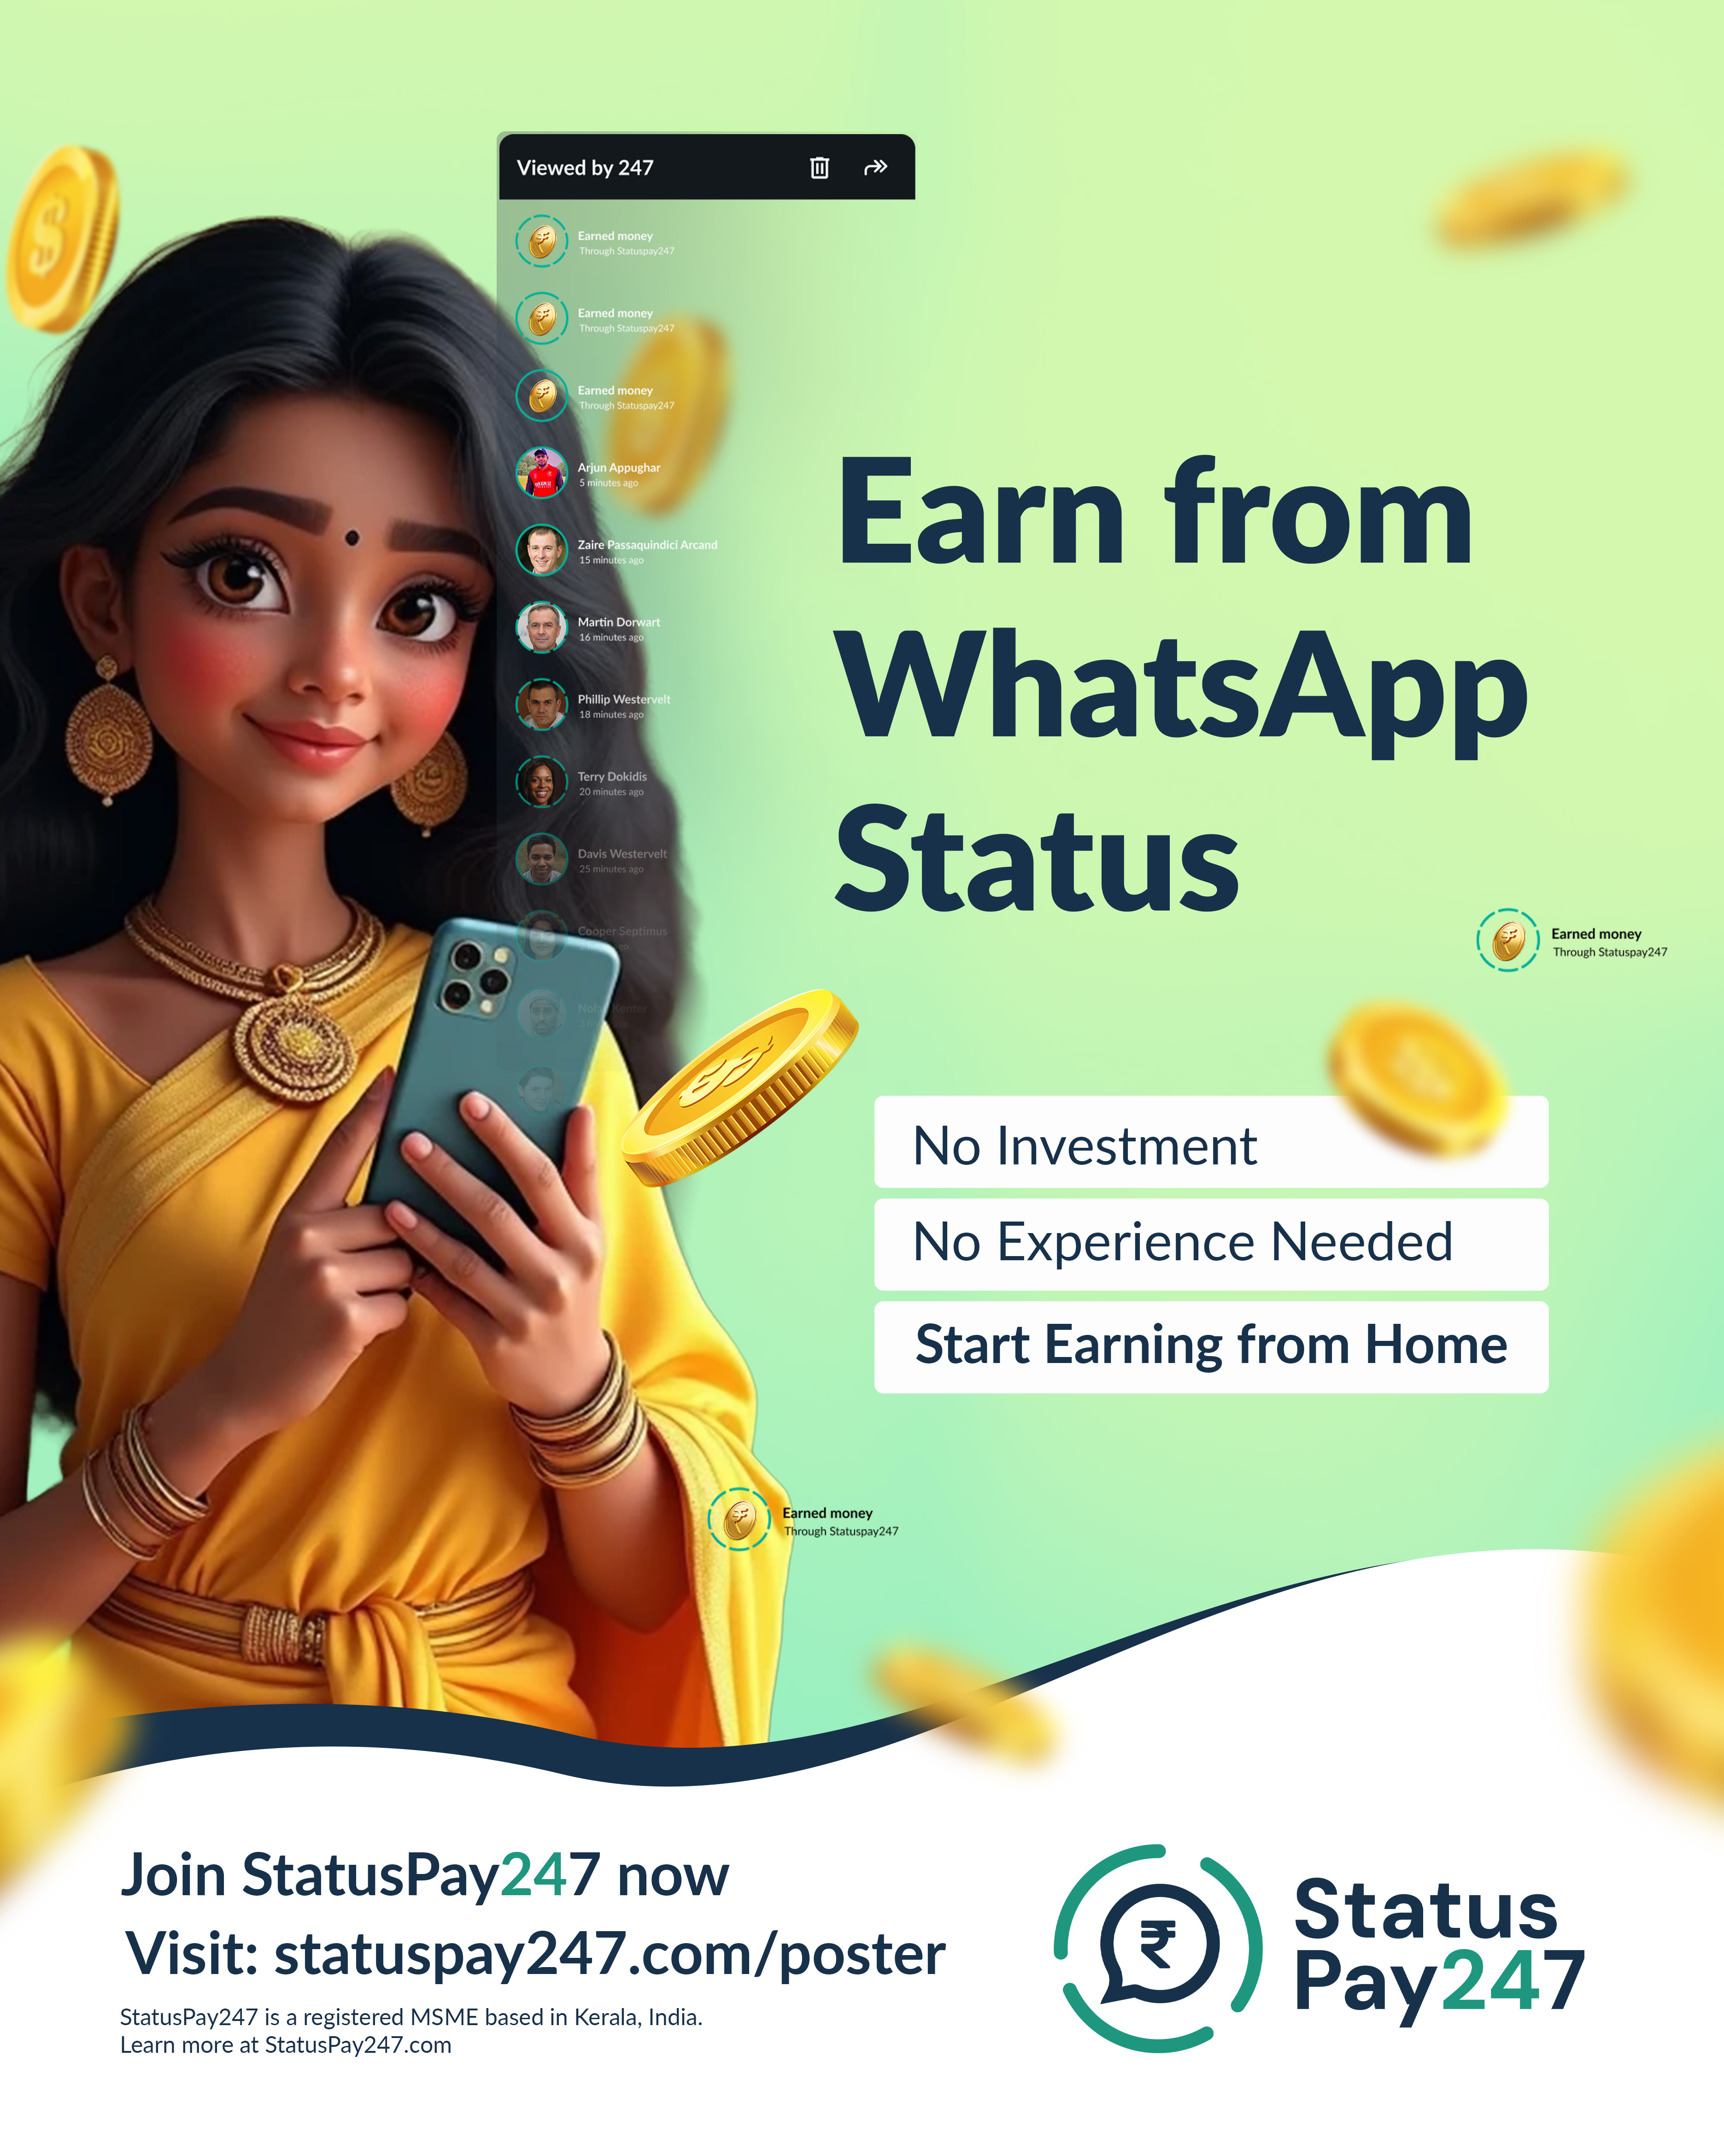 Viewed by 247
Earned money
Through Statuspay247
Earned money
Through Statuspay247
Earned money
Through Statuspay247
Arjun Appughar
5 minutes ago
Zaire Passaquindici Arcand
15 minutes ago
Martin Dorwart
16 minutes ago
Phillip Westervelt
18 minutes ago
Terry Dokidis
20 minutes ago
Davis Westervelt
25 minutes ago
Cooper Septimus
ago
Earn from
WhatsApp
Status
Earned money
Through Statuspay247
No Investment
No Experience Needed
Start Earning from Home
Earned money
Through Statuspay247
Join StatusPay247 now
Visit: statuspay247.com/poster
StatusPay247 is a registered MSME based in Kerala, India.
Learn more at StatusPay247.com
₹
Status
Pay247